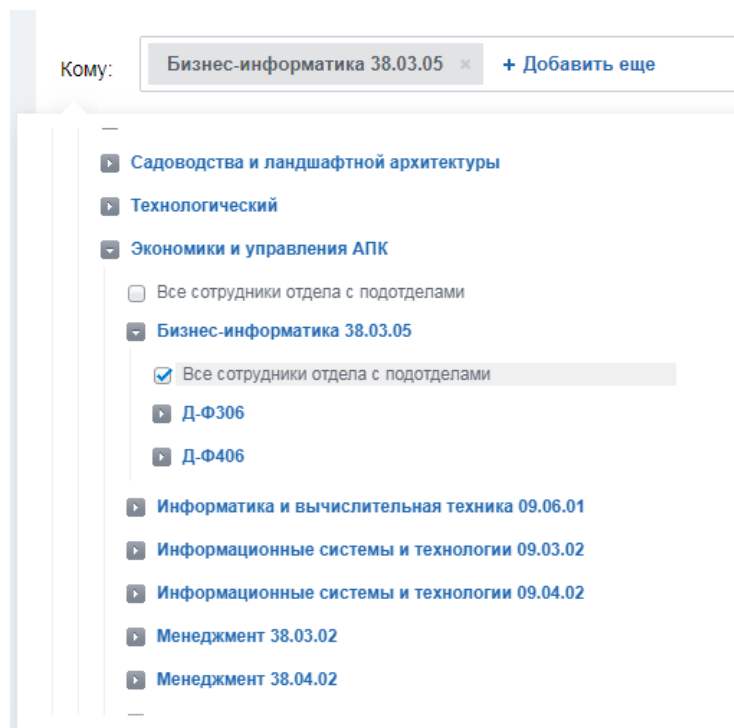 Кому: Бизнес-информатика 38.03.05 × + Добавить еще
Садоводства и ландшафтной архитектуры
Технологический
Экономики и управления АПК
Все сотрудники отдела с подотделами
Бизнес-информатика 38.03.05
Все сотрудники отдела с подотделами
Д-Ф306
Д-Ф406
Информатика и вычислительная техника 09.06.01
Информационные системы и технологии 09.03.02
Информационные системы и технологии 09.04.02
Менеджмент 38.03.02
Менеджмент 38.04.02